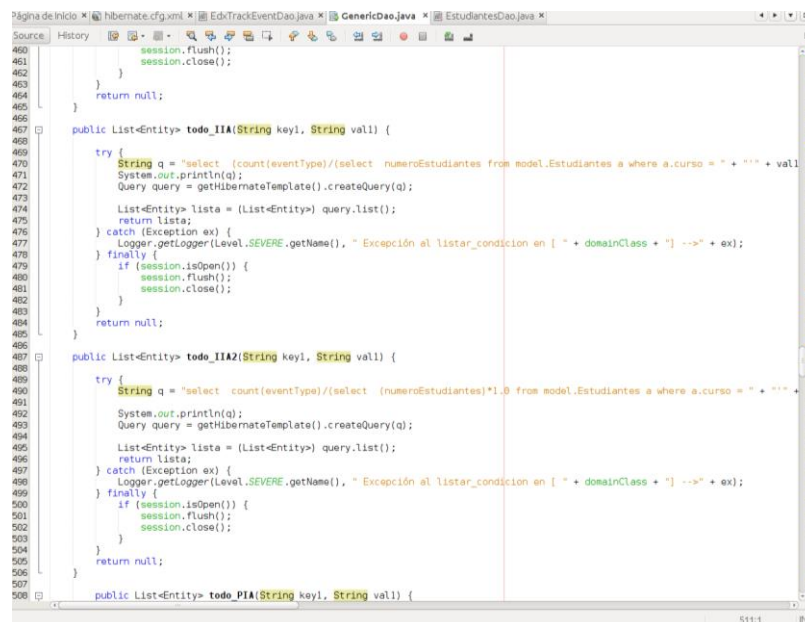 Página de Inicio × hibernate.cfg.xml × EdxTrackEventDao.java × GenericDao.java × EstudiantesDao.java ×
Source History
460 session.flush();
461 session.close();
462 }
463 }
464 return null;
465 }
466
467 public List<Entity> todo_IIA(String key1, String val1) {
468
469 try {
470 String q = "select (count(eventType)/(select numeroEstudiantes from model.Estudiantes a where a.curso = " + "'" + val1
471 System.out.println(q);
472 Query query = getHibernateTemplate().createQuery(q);
473
474 List<Entity> lista = (List<Entity>) query.list();
475 return lista;
476 } catch (Exception ex) {
477 Logger.getLogger(Level.SEVERE.getName(), " Excepción al listar_condicion en [ " + domainClass + "] -->" + ex);
478 } finally {
479 if (session.isOpen()) {
480 session.flush();
481 session.close();
482 }
483 }
484 return null;
485 }
486
487 public List<Entity> todo_IIA2(String key1, String val1) {
488
489 try {
490 String q = "select count(eventType)/(select (numeroEstudiantes)*1.0 from model.Estudiantes a where a.curso = " + "'" +
491
492 System.out.println(q);
493 Query query = getHibernateTemplate().createQuery(q);
494
495 List<Entity> lista = (List<Entity>) query.list();
496 return lista;
497 } catch (Exception ex) {
498 Logger.getLogger(Level.SEVERE.getName(), " Excepción al listar_condicion en [ " + domainClass + "] -->" + ex);
499 } finally {
500 if (session.isOpen()) {
501 session.flush();
502 session.close();
503 }
504 }
505 return null;
506 }
507
508 public List<Entity> todo_PIA(String key1, String val1) {
511:1